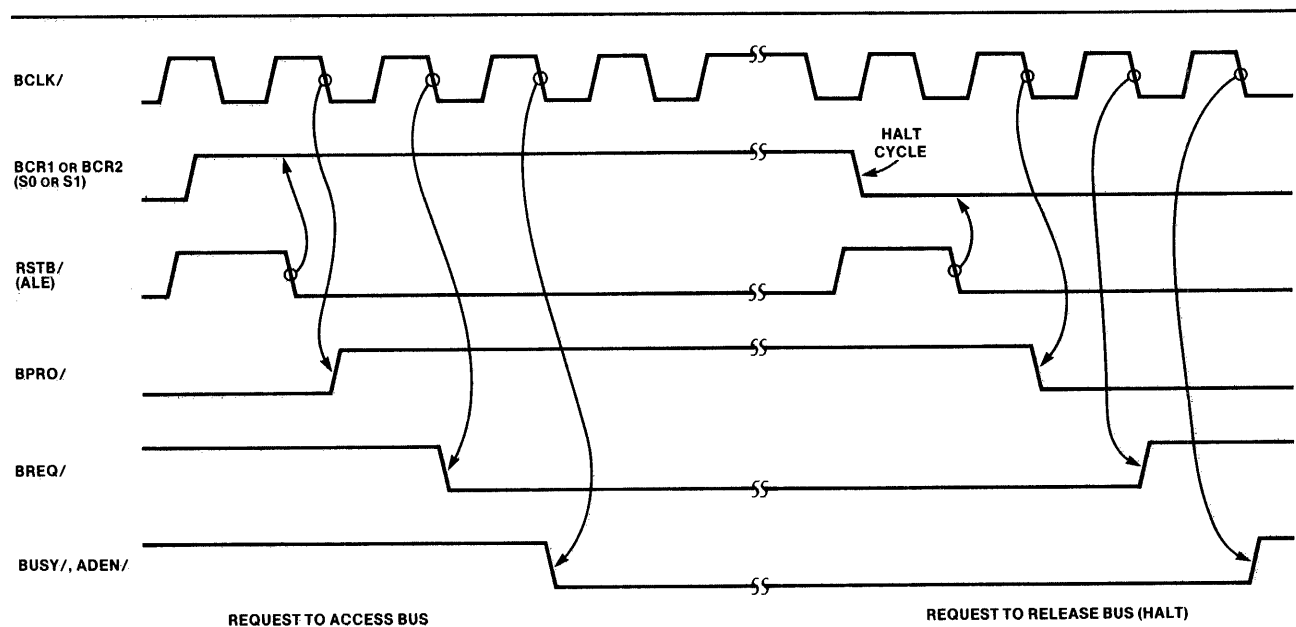 BCLK/
HALT
CYCLE
BCR1 OR BCR2
(S0 OR S1)
RSTB/
(ALE)
BPRO/
BREQ/
BUSY/, ADEN/
REQUEST TO ACCESS BUS
REQUEST TO RELEASE BUS (HALT)